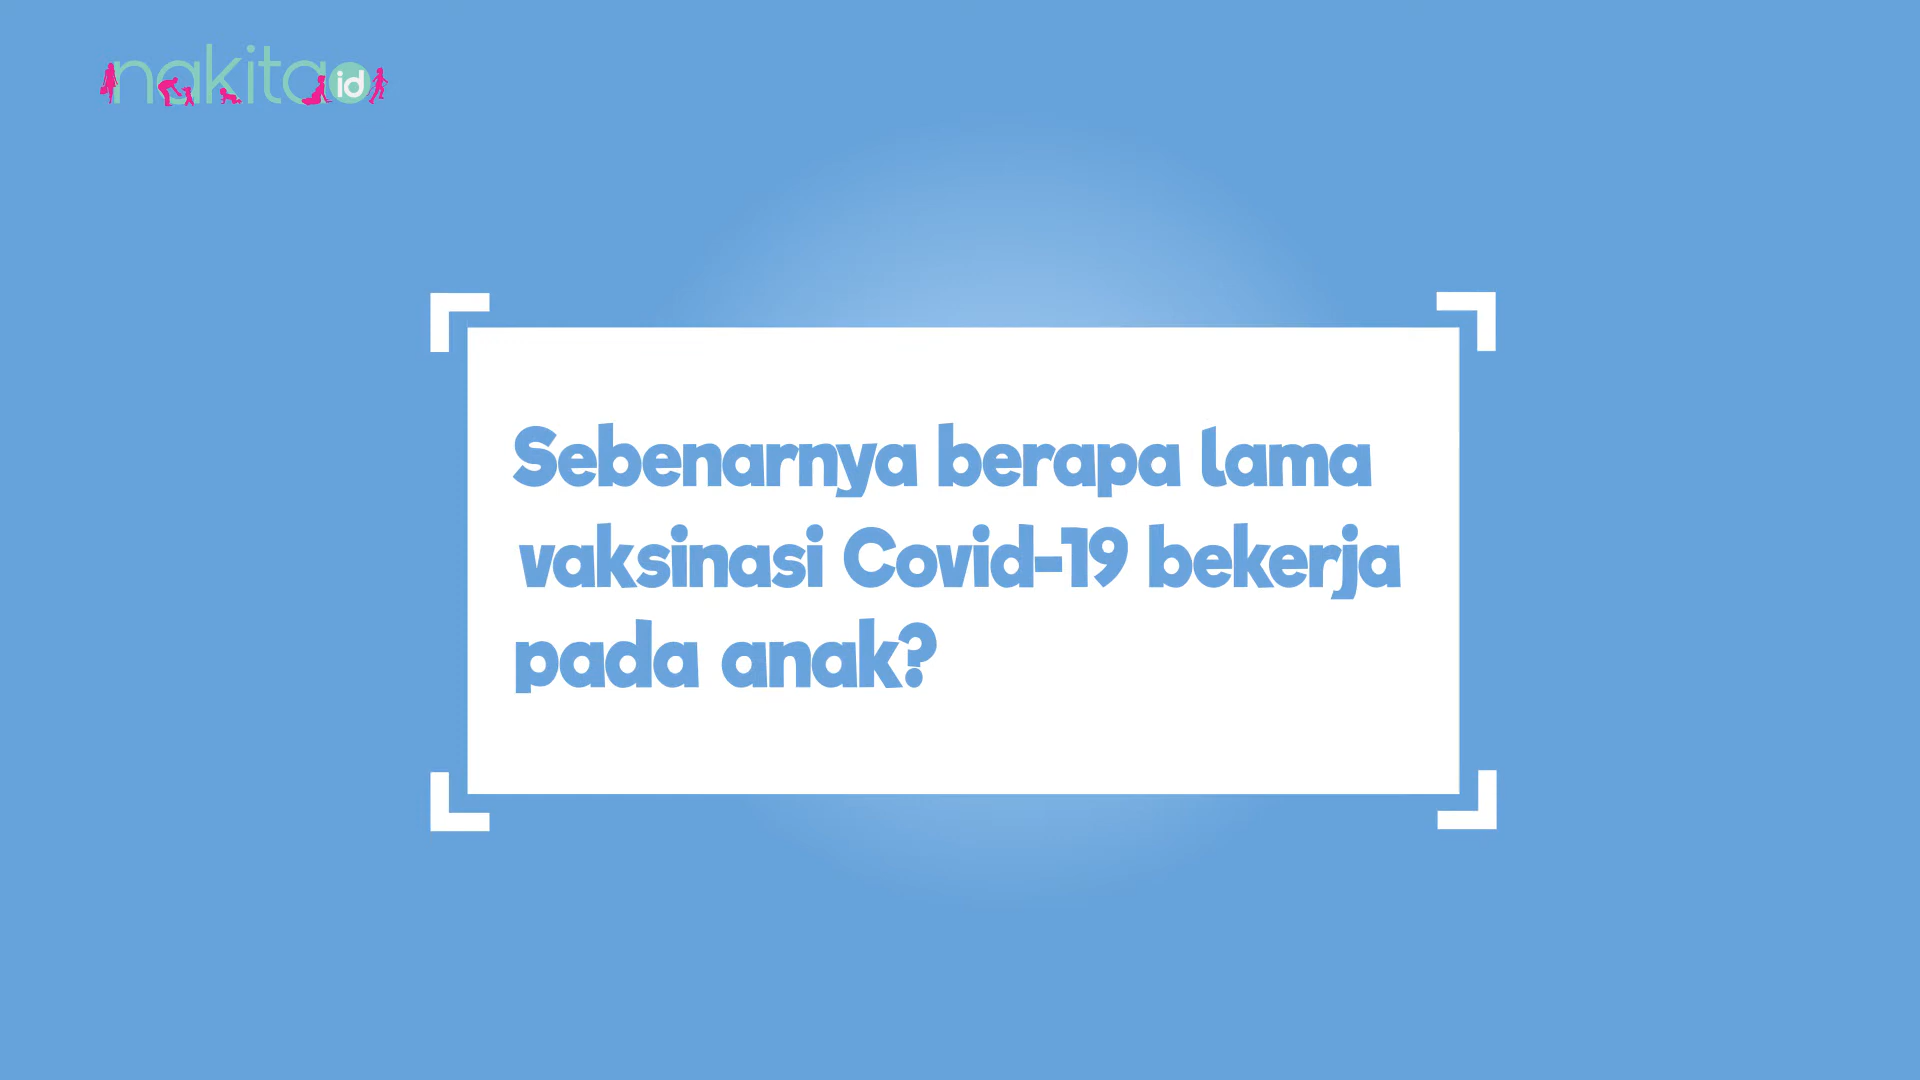 nakita id
Sebenarnya berapa lama
vaksinasi Covid-19 bekerja
pada anak?